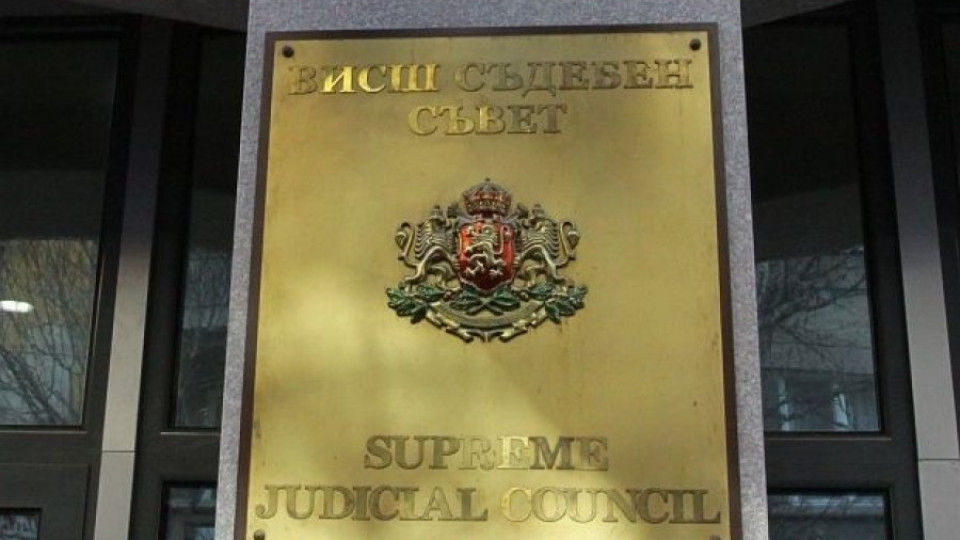 ВИСШ СЪДЕБЕН
СЪВЕТ
SUPREME
JUDICIAL COUNCIL